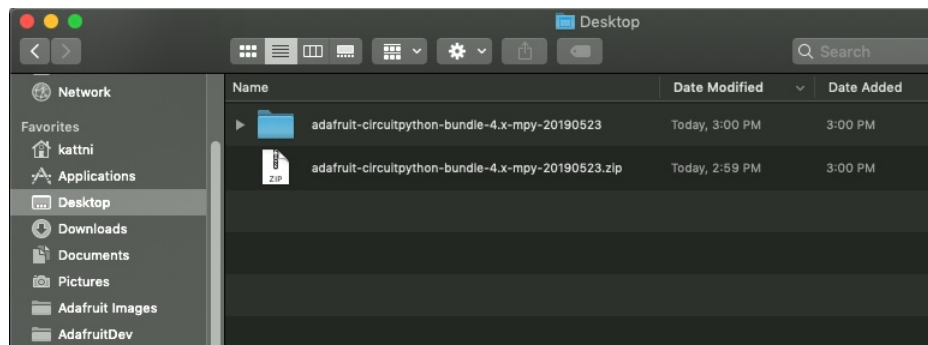 Desktop
Search
Network
Favorites
kattni
Applications
Desktop
Downloads
Documents
Pictures
Adafruit Images
AdafruitDev
Name Date Modified Date Added
adafruit-circuitpython-bundle-4.x-mpy-20190523 Today, 3:00 PM 3:00 PM
ZIP adafruit-circuitpython-bundle-4.x-mpy-20190523.zip Today, 2:59 PM 3:00 PM